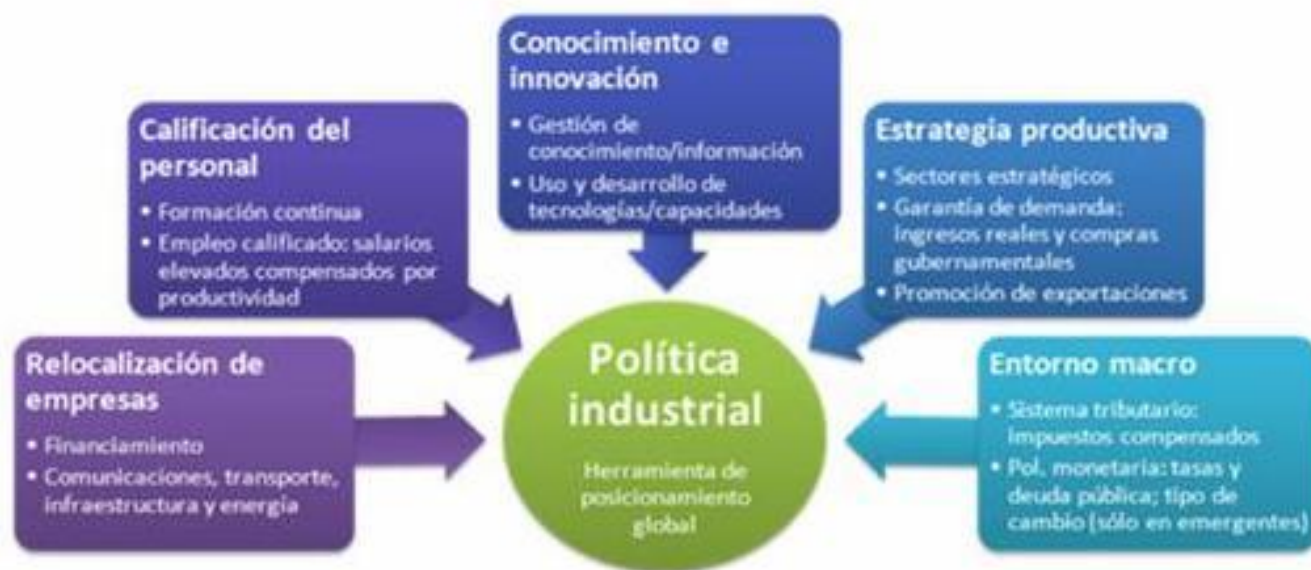 Conocimiento e
innovación
▪ Gestión de
conocimiento/información
▪ Uso y desarrollo de
tecnologías/capacidades
Calificación del
personal
▪ Formación continua
▪ Empleo calificado: salarios
elevados compensados por
productividad
Estrategia productiva
▪ Sectores estratégicos
▪ Garantía de demanda:
ingresos reales y compras
gubernamentales
▪ Promoción de exportaciones
Relocalización de
empresas
▪ Financiamiento
▪ Comunicaciones, transporte,
infraestructura y energía
Política
industrial
Herramienta de
posicionamiento
global
Entorno macro
▪ Sistema tributario:
impuestos compensados
▪ Pol. monetaria: tasas y
deuda pública; tipo de
cambio (sólo en emergentes)